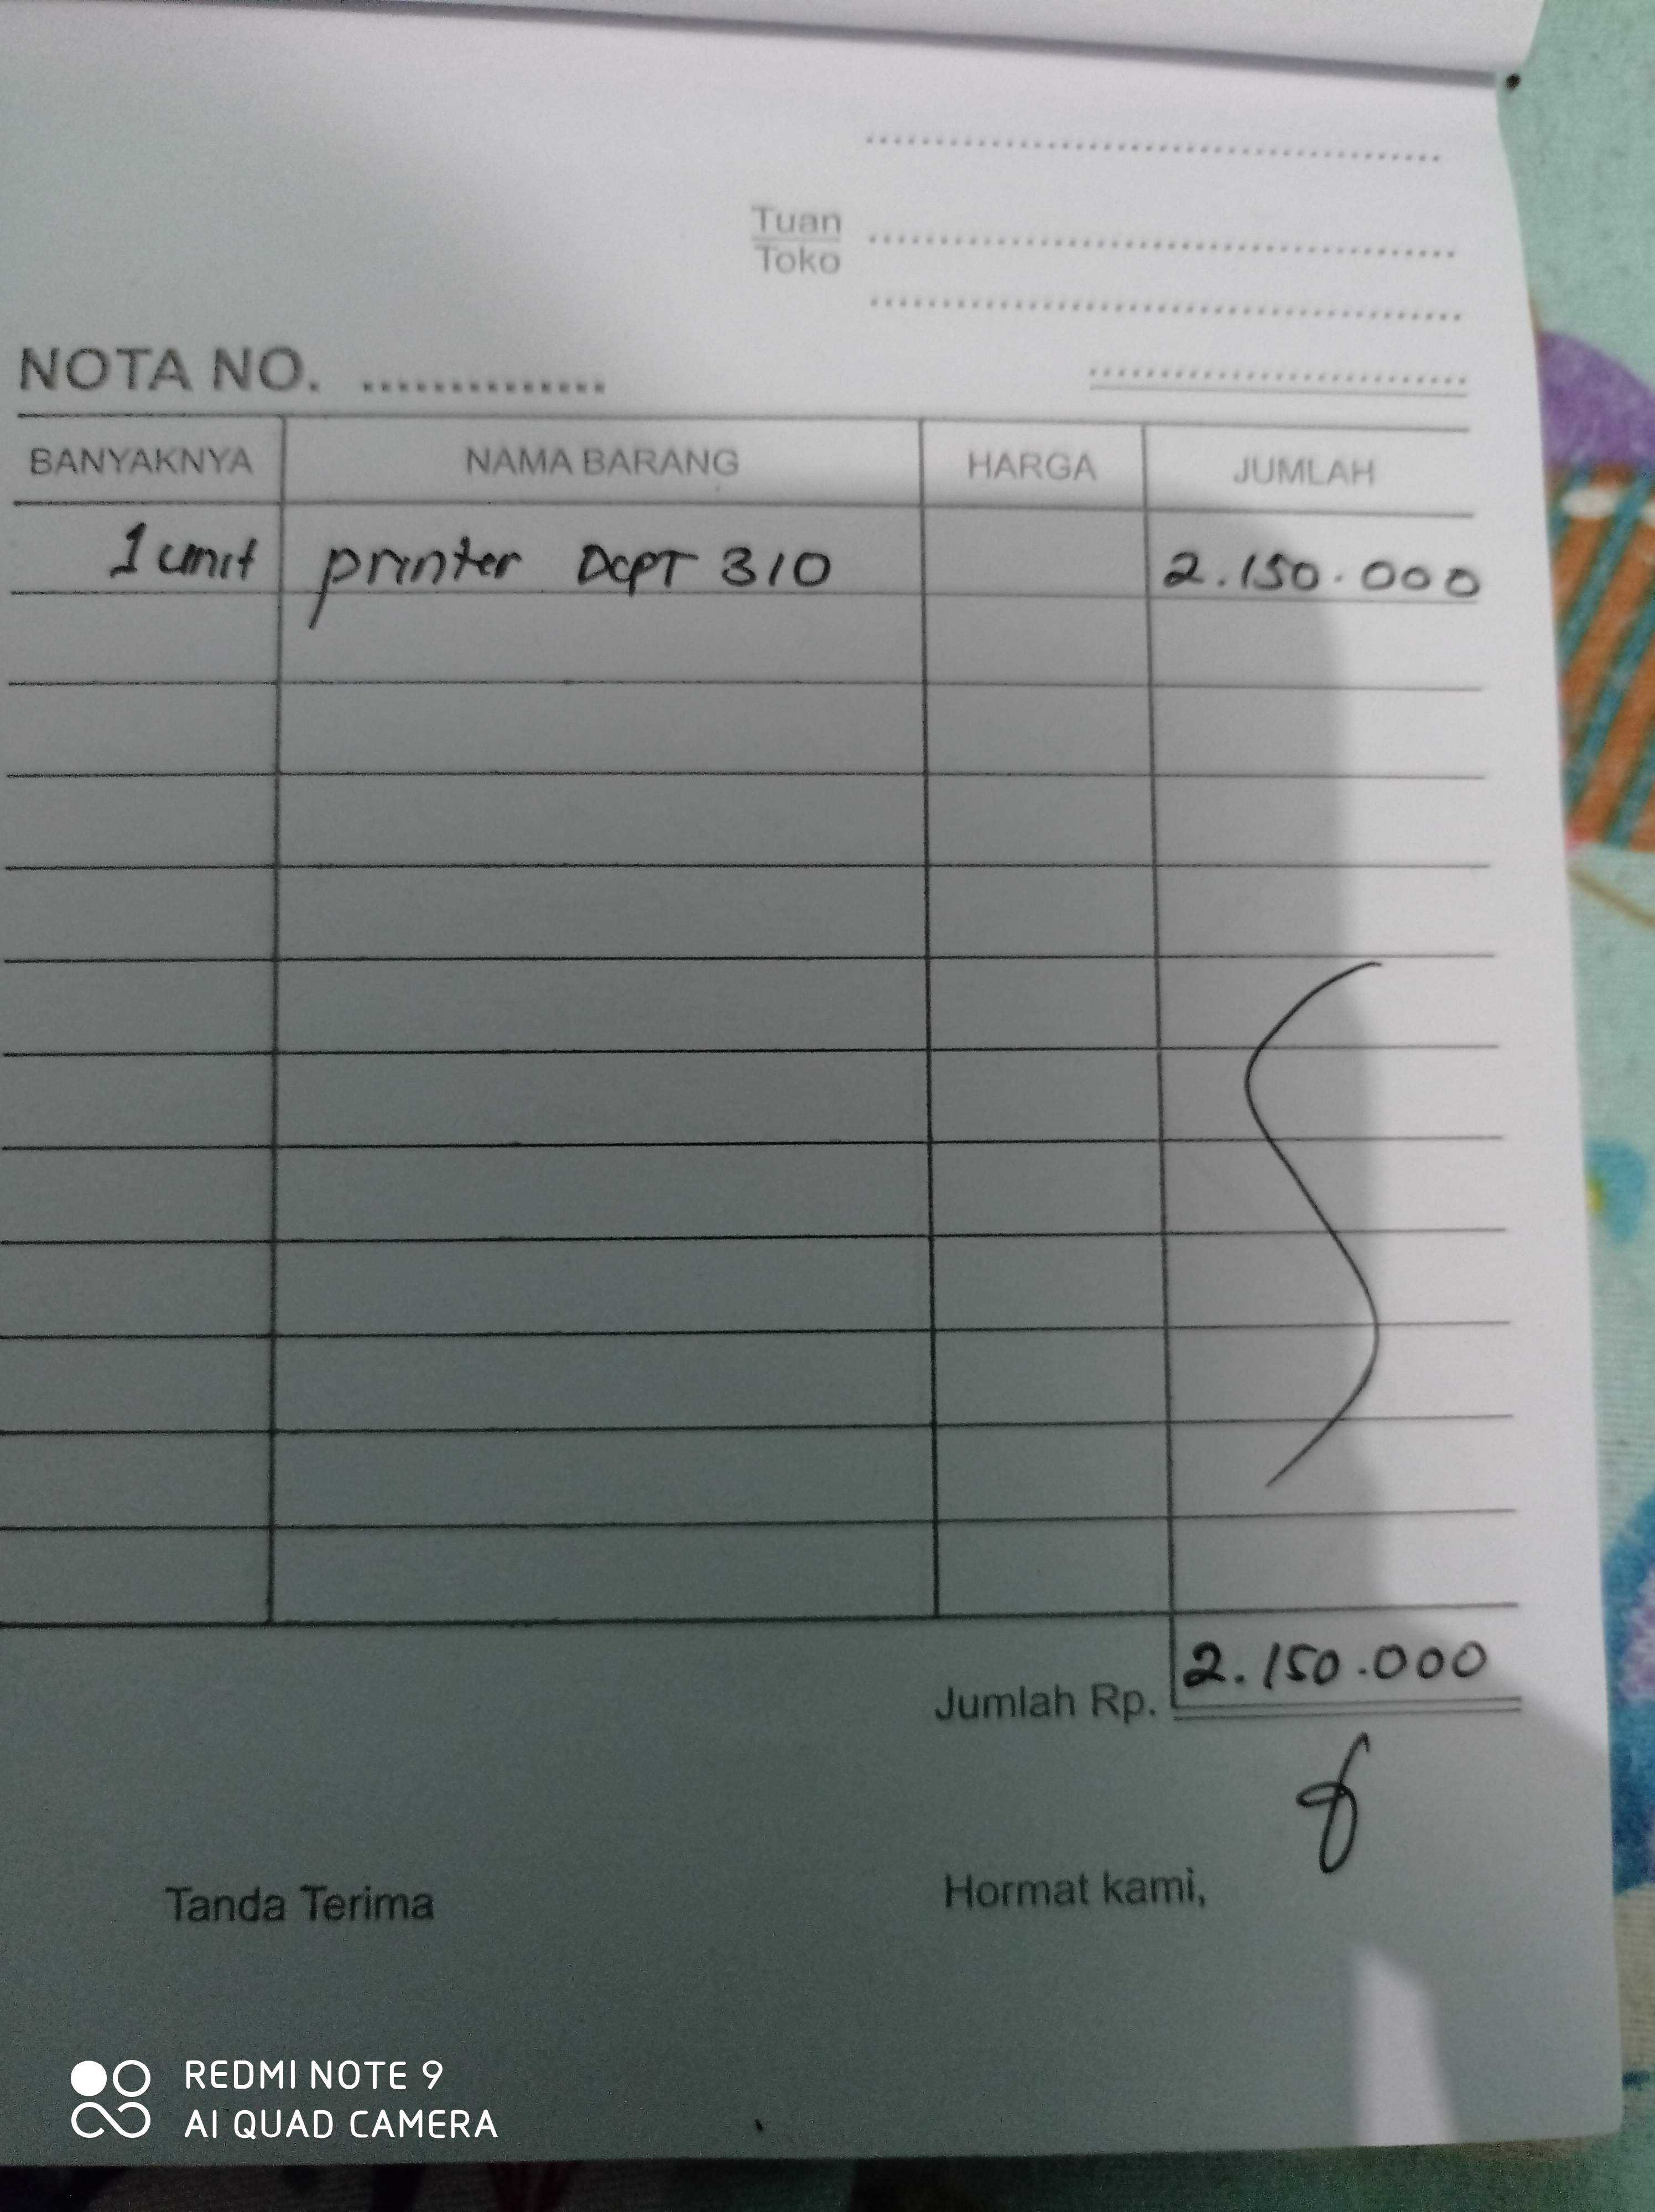 Tuan
Toko
NOTA NO.
BANYAKNYA NAMA BARANG HARGA JUMLAH
1 unit printer DcpT 310 2.150.000
Jumlah Rp. 2.150.000
Tanda Terima Hormat kami,
REDMI NOTE 9
AI QUAD CAMERA